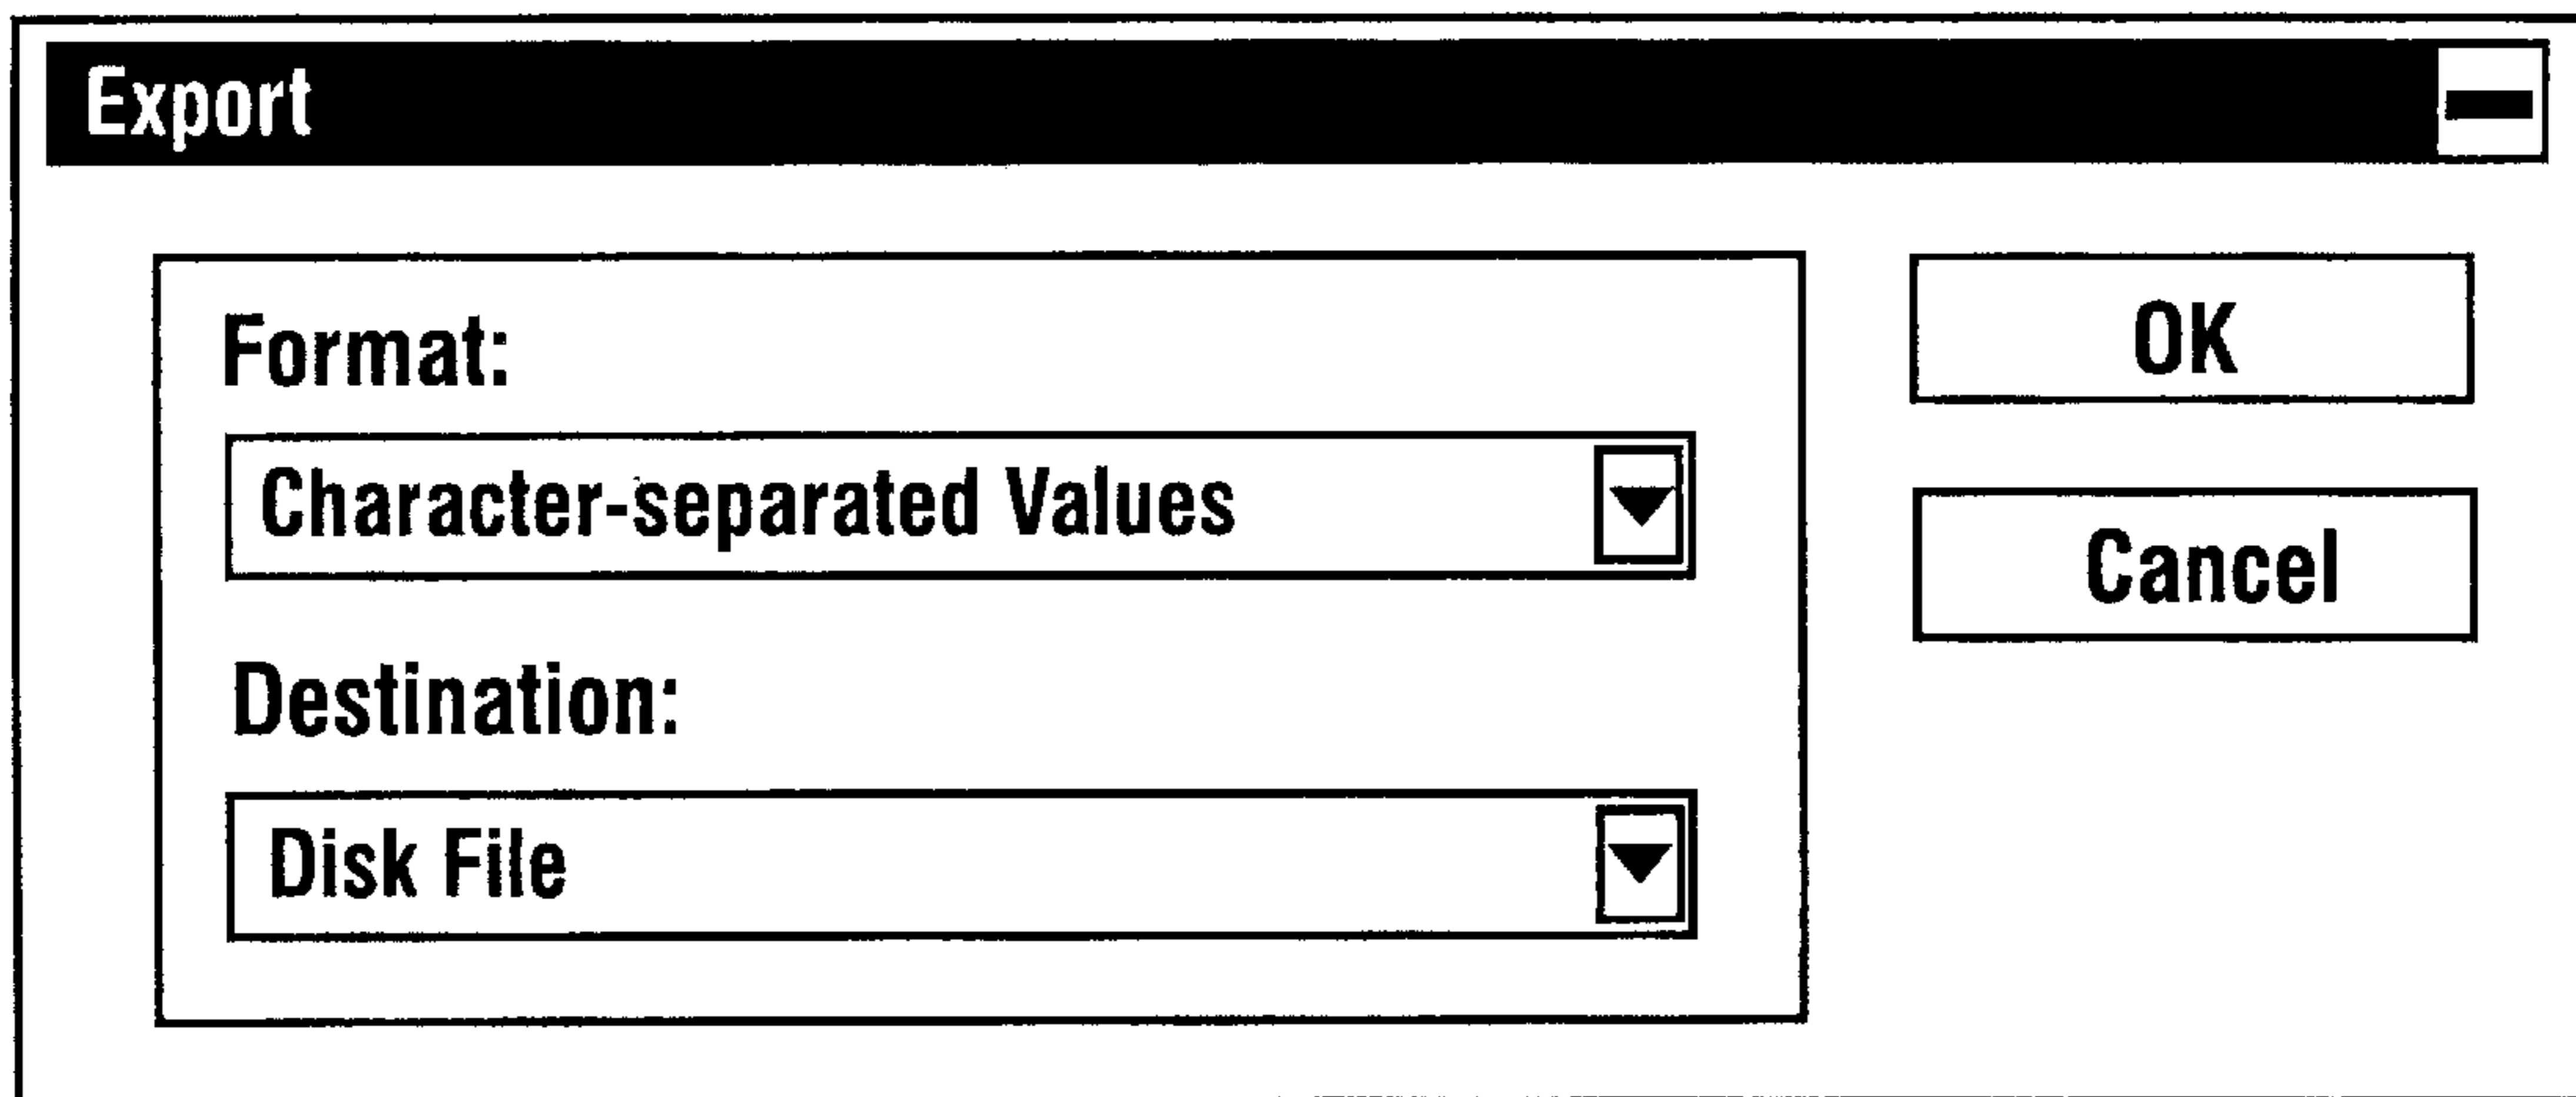 Export
Format:
Character-separated Values
Destination:
Disk File
OK
Cancel